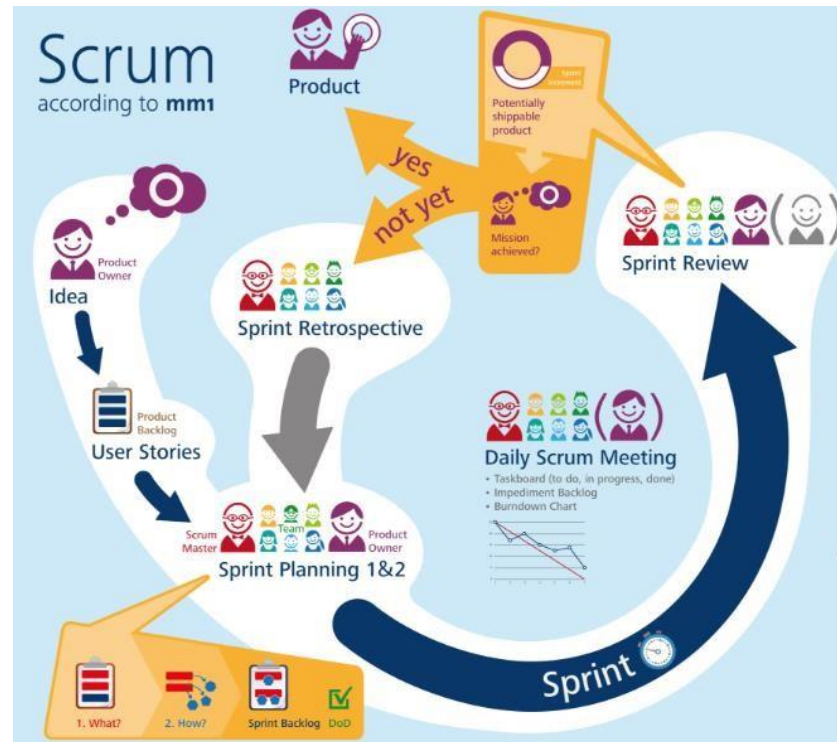 Scrum
according to mm1
Product
Sprint
Increment
Potentially
shippable
product
yes
not yet
Mission
achieved?
Product
Owner
Idea
Sprint Retrospective
Sprint Review
Product
Backlog
User Stories
Daily Scrum Meeting
• Taskboard (to do, in progress, done)
• Impediment Backlog
• Burndown Chart
Scrum
Master
Team
Product
Owner
Sprint Planning 1&2
Sprint
1. What?
2. How?
Sprint Backlog
DoD